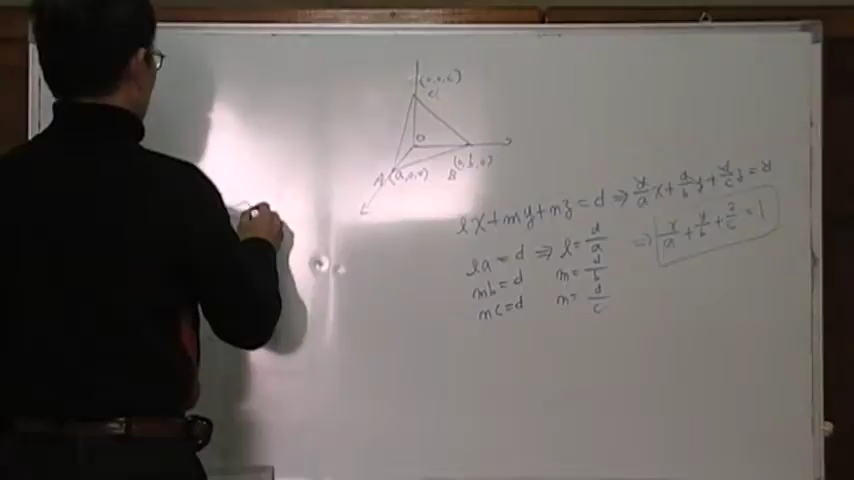 (0,0,c)
C
O
(0,b,0)
A(a,0,0) B
lx+my+nz=d ⇒ d/a x + d/b y + d/c z = d
la=d ⇒ l=d/a ⇒ x/a + y/b + z/c = 1
mb=d m=d/b
nc=d n=d/c